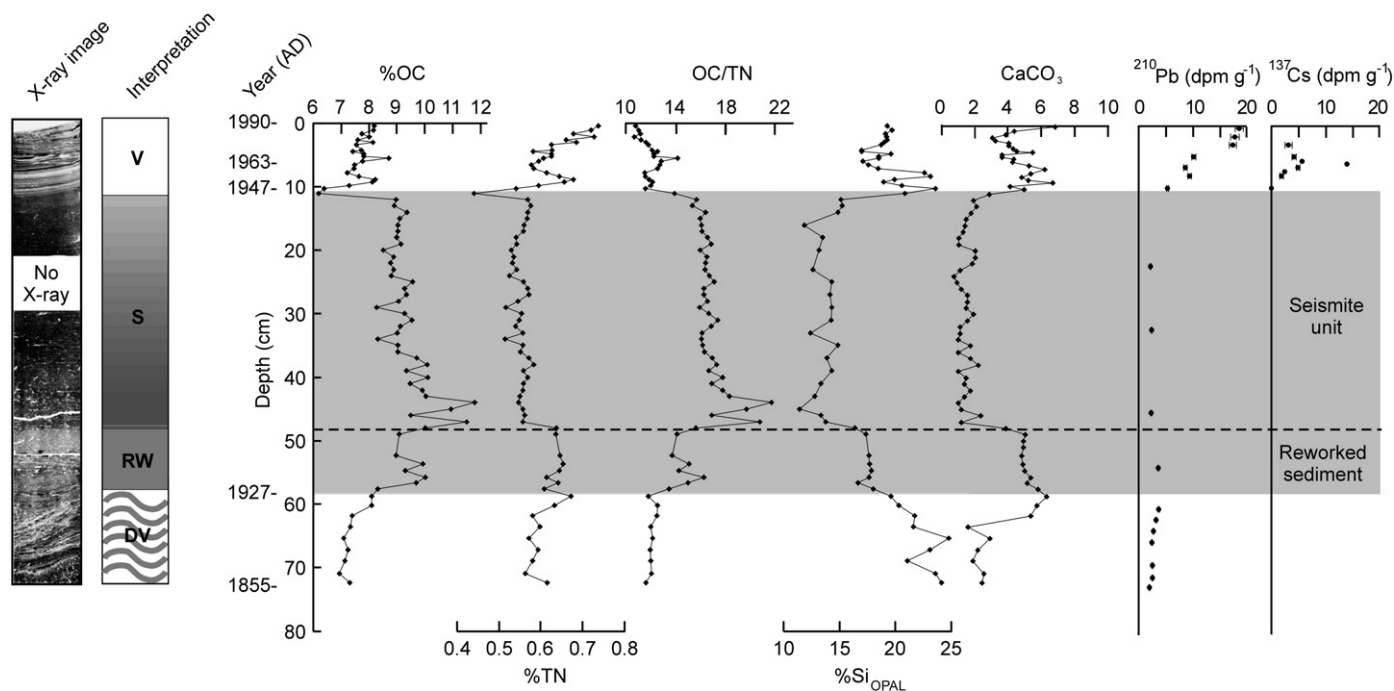 X-ray image
Interpretation
Year (AD)
%OC
OC/TN
CaCO3
210Pb (dpm g-1)
137Cs (dpm g-1)
6 7 8 9 10 11 12
10 14 18 22
0 2 4 6 8 10
0 10 20
0 5 10 15 20
1990-
1963-
1947-
1927-
1855-
0
10
20
30
40
50
60
70
80
Depth (cm)
V
No
X-ray
S
RW
DV
Seismite
unit
Reworked
sediment
0.4 0.5 0.6 0.7 0.8
%TN
10 15 20 25
%SiOPAL